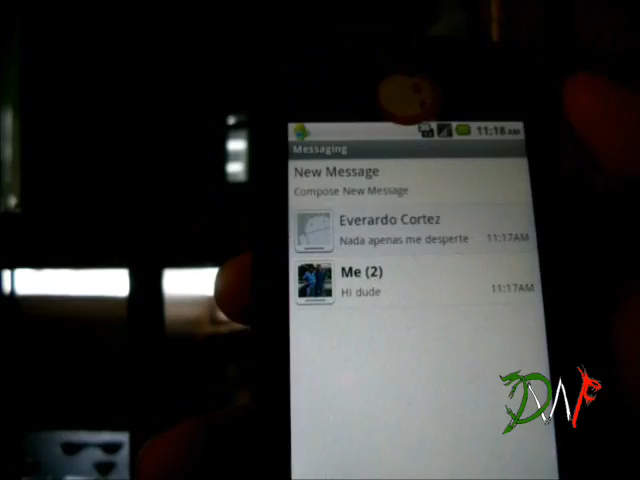 11:18 AM
Messaging
New Message
Compose New Message
Everardo Cortez
Nada apenas me desperte 11:17AM
Me (2)
Hi dude 11:17AM